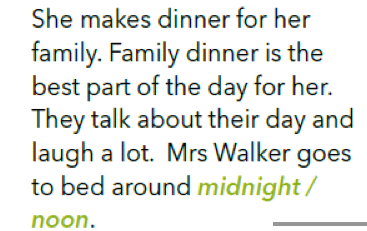 She makes dinner for her
family. Family dinner is the
best part of the day for her.
They talk about their day and
laugh a lot.  Mrs Walker goes
to bed around midnight /
noon.